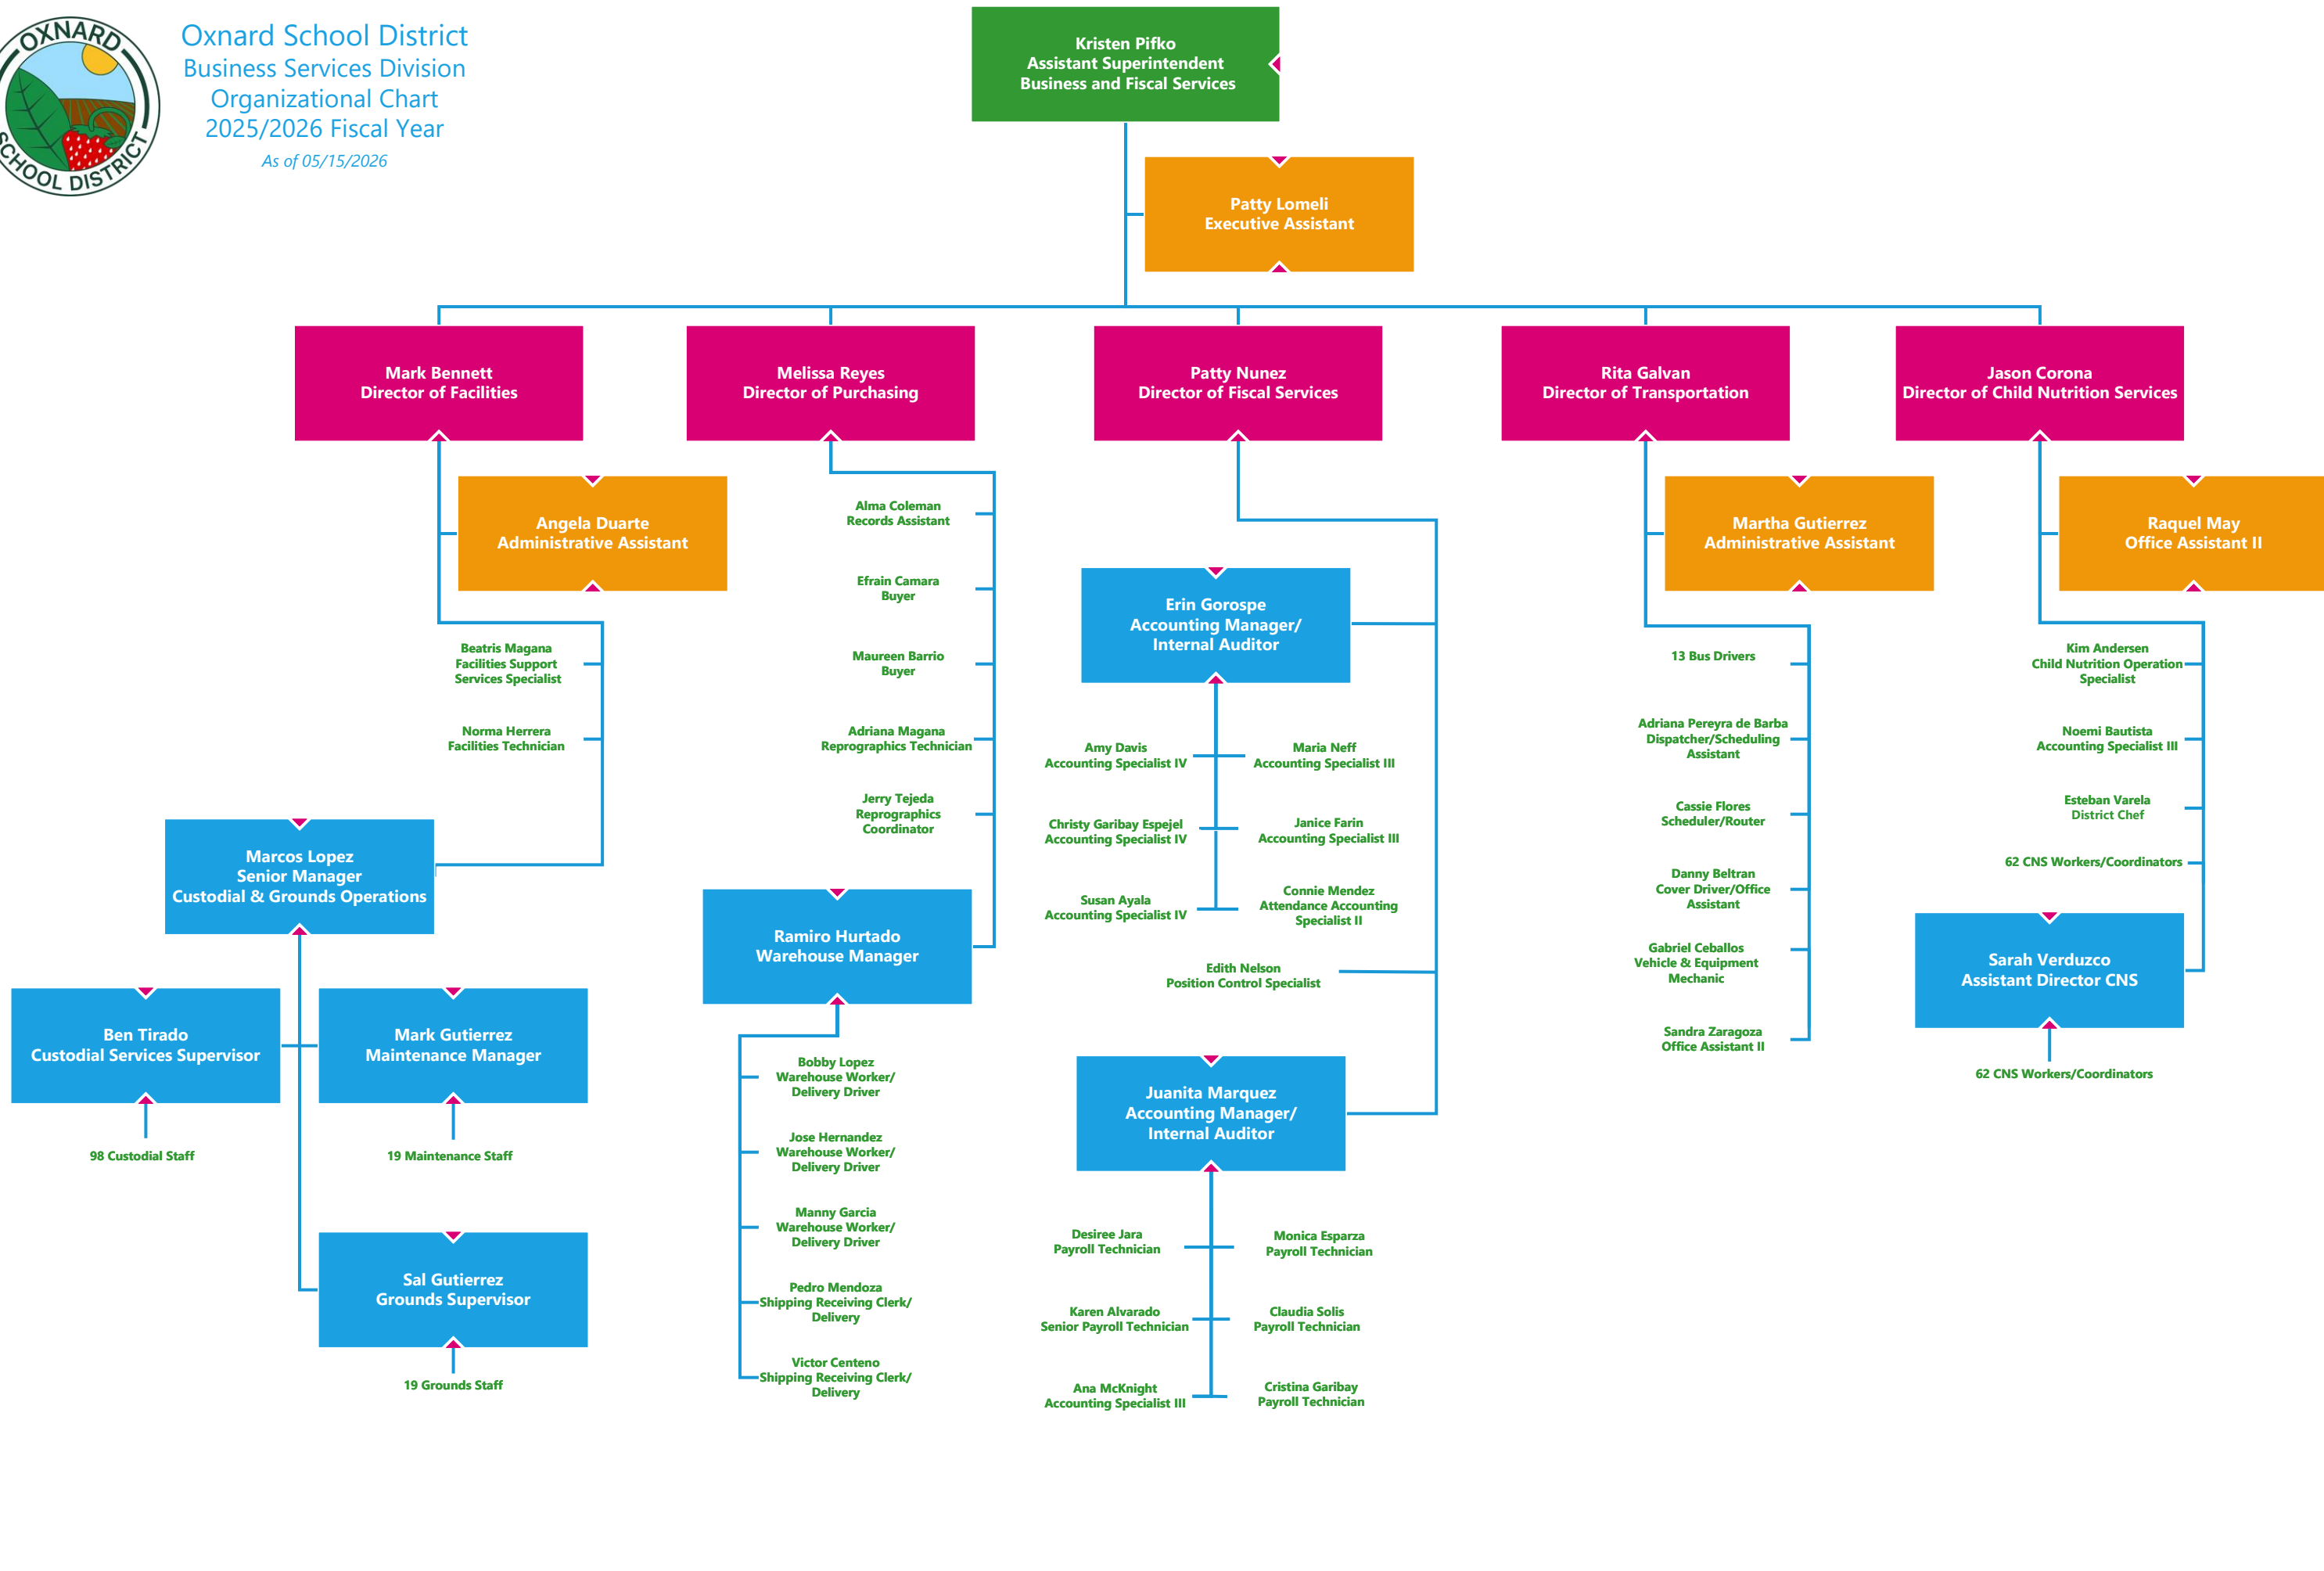 OXNARD
SCHOOL DISTRICT
Oxnard School District
Business Services Division
Organizational Chart
2025/2026 Fiscal Year
As of 05/15/2026
Kristen Pifko
Assistant Superintendent
Business and Fiscal Services
Patty Lomeli
Executive Assistant
Mark Bennett
Director of Facilities
Melissa Reyes
Director of Purchasing
Patty Nunez
Director of Fiscal Services
Rita Galvan
Director of Transportation
Jason Corona
Director of Child Nutrition Services
Angela Duarte
Administrative Assistant
Beatris Magana
Facilities Support
Services Specialist
Norma Herrera
Facilities Technician
Marcos Lopez
Senior Manager
Custodial & Grounds Operations
Ben Tirado
Custodial Services Supervisor
98 Custodial Staff
Mark Gutierrez
Maintenance Manager
19 Maintenance Staff
Sal Gutierrez
Grounds Supervisor
19 Grounds Staff
Alma Coleman
Records Assistant
Efrain Camara
Buyer
Maureen Barrio
Buyer
Adriana Magana
Reprographics Technician
Jerry Tejeda
Reprographics
Coordinator
Ramiro Hurtado
Warehouse Manager
Bobby Lopez
Warehouse Worker/
Delivery Driver
Jose Hernandez
Warehouse Worker/
Delivery Driver
Manny Garcia
Warehouse Worker/
Delivery Driver
Pedro Mendoza
Shipping Receiving Clerk/
Delivery
Victor Centeno
Shipping Receiving Clerk/
Delivery
Erin Gorospe
Accounting Manager/
Internal Auditor
Amy Davis
Accounting Specialist IV
Maria Neff
Accounting Specialist III
Christy Garibay Espejel
Accounting Specialist IV
Janice Farin
Accounting Specialist III
Susan Ayala
Accounting Specialist IV
Connie Mendez
Attendance Accounting
Specialist II
Edith Nelson
Position Control Specialist
Juanita Marquez
Accounting Manager/
Internal Auditor
Desiree Jara
Payroll Technician
Monica Esparza
Payroll Technician
Karen Alvarado
Senior Payroll Technician
Claudia Solis
Payroll Technician
Ana McKnight
Accounting Specialist III
Cristina Garibay
Payroll Technician
Martha Gutierrez
Administrative Assistant
13 Bus Drivers
Adriana Pereyra de Barba
Dispatcher/Scheduling
Assistant
Cassie Flores
Scheduler/Router
Danny Beltran
Cover Driver/Office
Assistant
Gabriel Ceballos
Vehicle & Equipment
Mechanic
Sandra Zaragoza
Office Assistant II
Raquel May
Office Assistant II
Kim Andersen
Child Nutrition Operation
Specialist
Noemi Bautista
Accounting Specialist III
Esteban Varela
District Chef
62 CNS Workers/Coordinators
Sarah Verduzco
Assistant Director CNS
62 CNS Workers/Coordinators